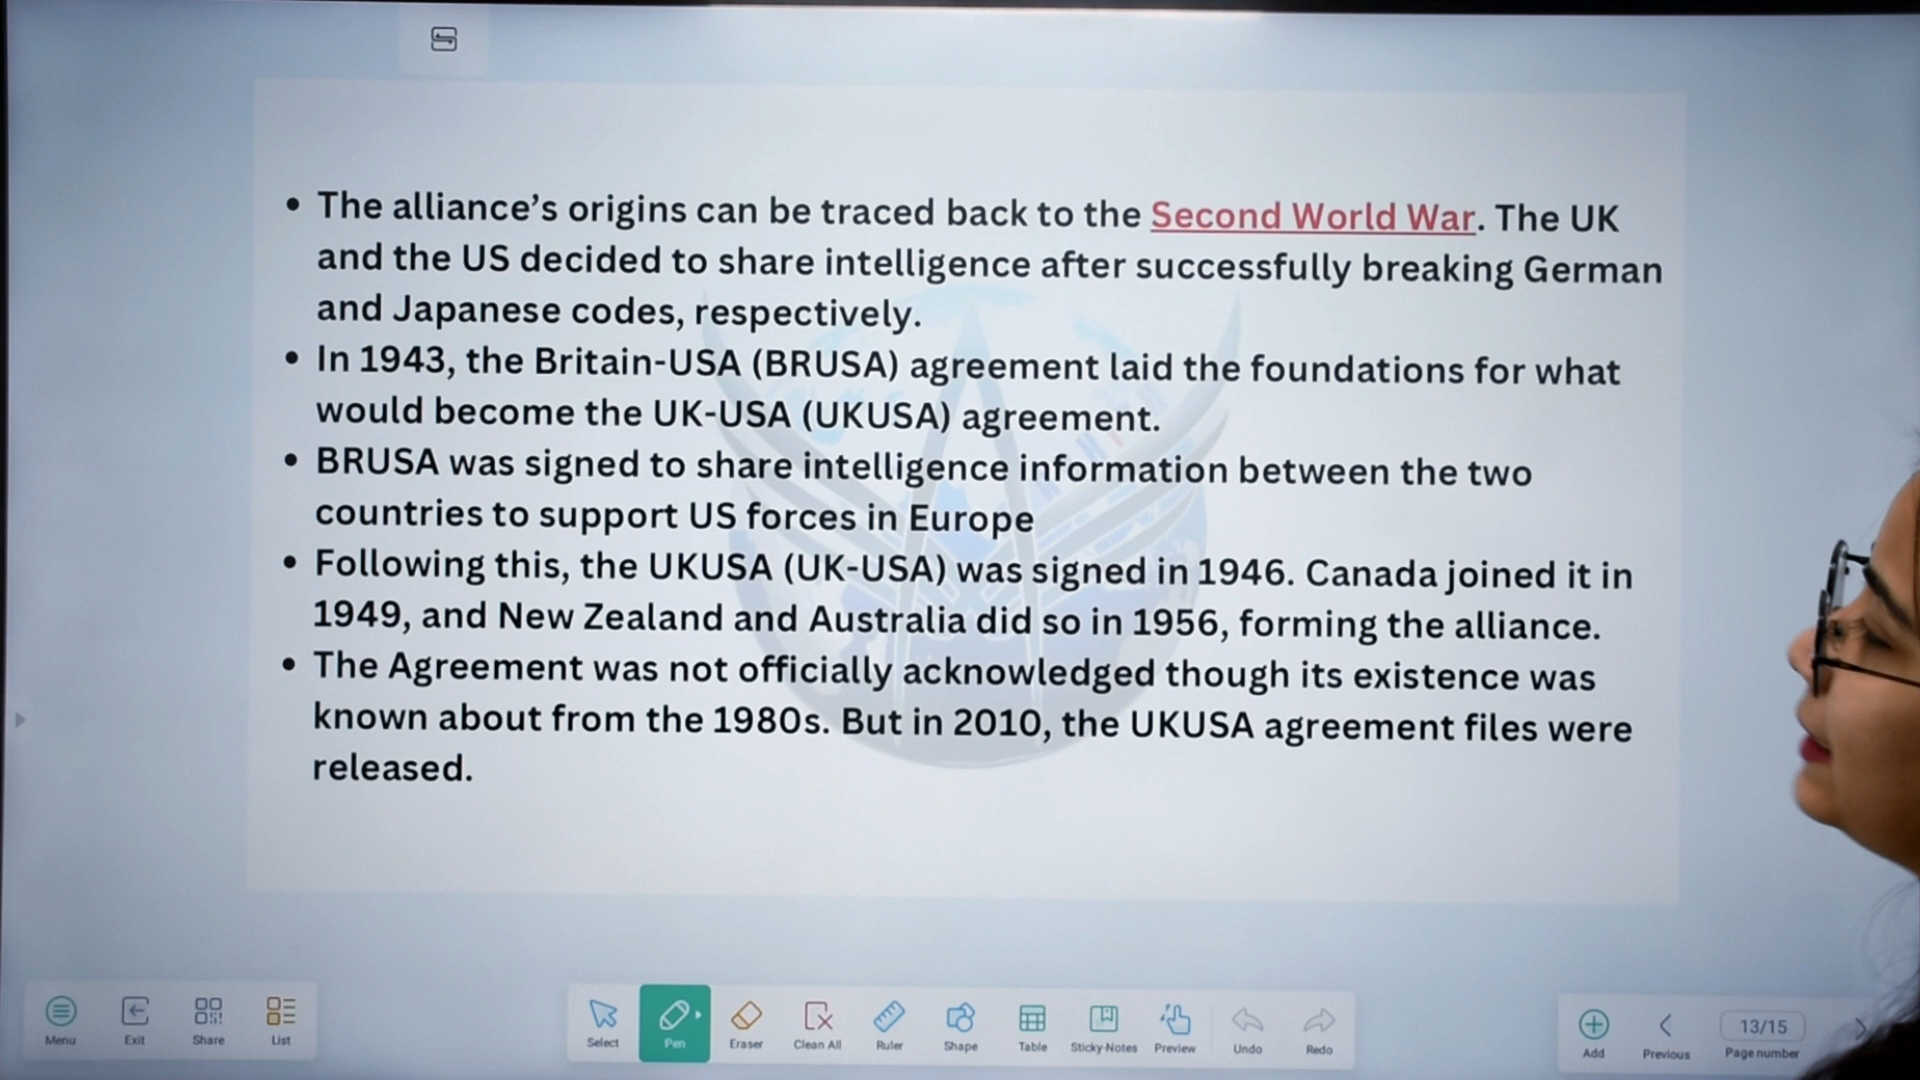 • The alliance’s origins can be traced back to the Second World War. The UK
and the US decided to share intelligence after successfully breaking German
and Japanese codes, respectively.
• In 1943, the Britain-USA (BRUSA) agreement laid the foundations for what
would become the UK-USA (UKUSA) agreement.
• BRUSA was signed to share intelligence information between the two
countries to support US forces in Europe
• Following this, the UKUSA (UK-USA) was signed in 1946. Canada joined it in
1949, and New Zealand and Australia did so in 1956, forming the alliance.
• The Agreement was not officially acknowledged though its existence was
known about from the 1980s. But in 2010, the UKUSA agreement files were
released.
Menu Exit Share List
Select Pen Eraser Clean All Ruler Shape Table Sticky-Notes Preview Undo Redo
13/15
Add Previous Page number